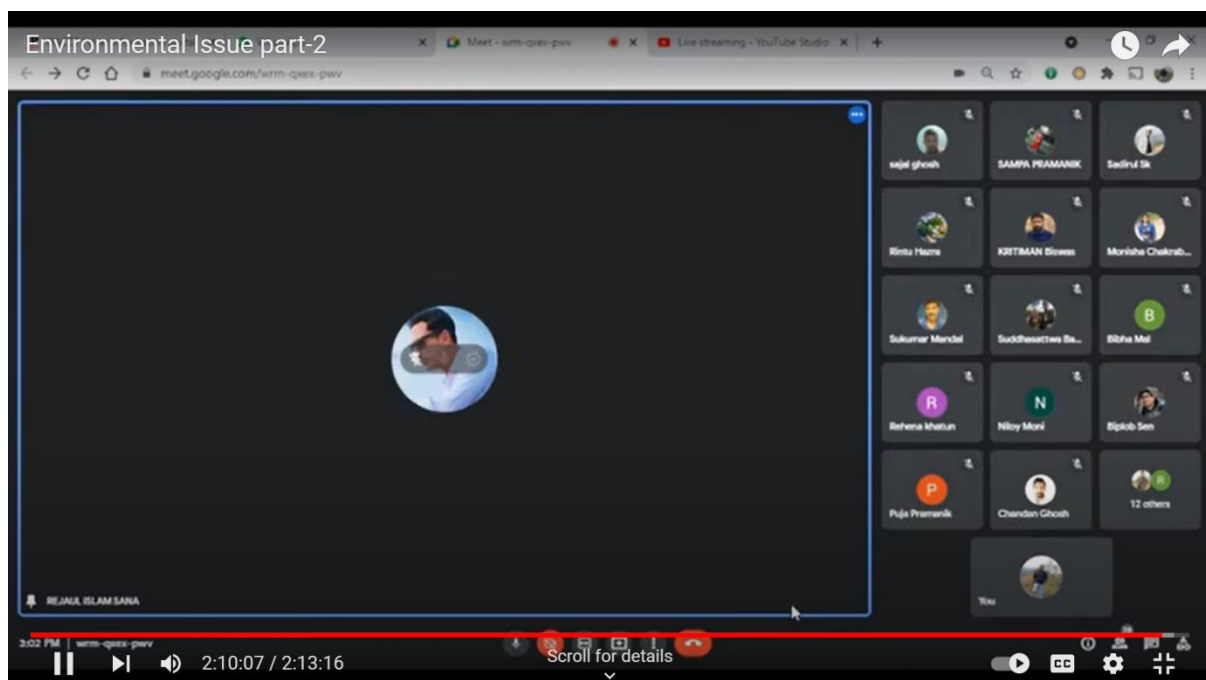 Environmental Issue part-2
Meet - wrm-qxex-pwv
Live streaming - YouTube Studio
meet.google.com/wrm-qxex-pwv
sajal ghosh
SAMPA PRAMANIK
Sadirul Sk
Rintu Hazra
KRITIMAN Biswas
Monisha Chakrab...
Sukumar Mandal
Suddhasattwa Ba...
B
Bibha Mal
R
Rehena khatun
N
Niloy Moni
Biplob Sen
P
Puja Pramanik
Chandan Ghosh
R
12 others
You
REJAUL ISLAM SANA
3:02 PM | wrm-qxex-pwv
Scroll for details
2:10:07 / 2:13:16
CC